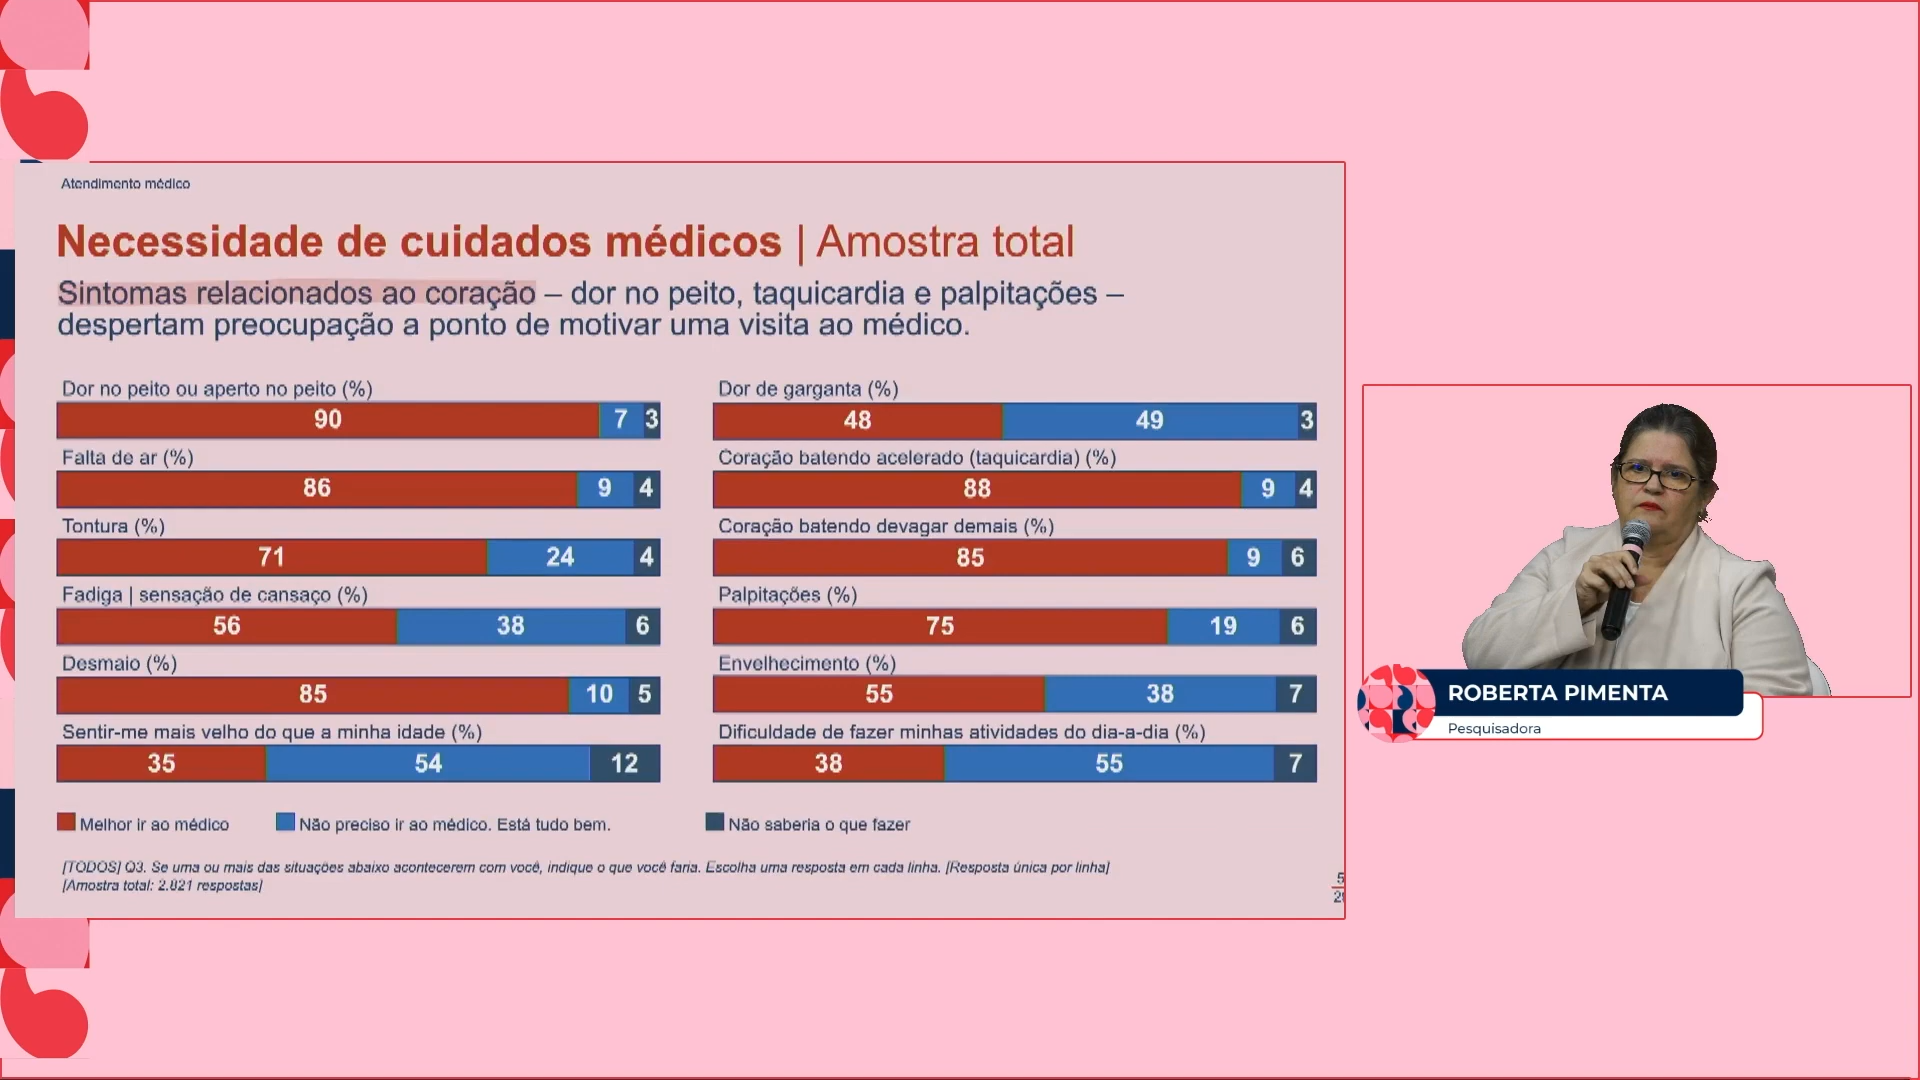 Atendimento médico
Necessidade de cuidados médicos | Amostra total
Sintomas relacionados ao coração – dor no peito, taquicardia e palpitações –
despertam preocupação a ponto de motivar uma visita ao médico.
Dor no peito ou aperto no peito (%)
90 7 3
Falta de ar (%)
86 9 4
Tontura (%)
71 24 4
Fadiga | sensação de cansaço (%)
56 38 6
Desmaio (%)
85 10 5
Sentir-me mais velho do que a minha idade (%)
35 54 12
Dor de garganta (%)
48 49 3
Coração batendo acelerado (taquicardia) (%)
88 9 4
Coração batendo devagar demais (%)
85 9 6
Palpitações (%)
75 19 6
Envelhecimento (%)
55 38 7
Dificuldade de fazer minhas atividades do dia-a-dia (%)
38 55 7
Melhor ir ao médico Não preciso ir ao médico. Está tudo bem. Não saberia o que fazer
[TODOS] Q3. Se uma ou mais das situações abaixo acontecerem com você, indique o que você faria. Escolha uma resposta em cada linha. [Resposta única por linha]
[Amostra total: 2.821 respostas]
ROBERTA PIMENTA
Pesquisadora